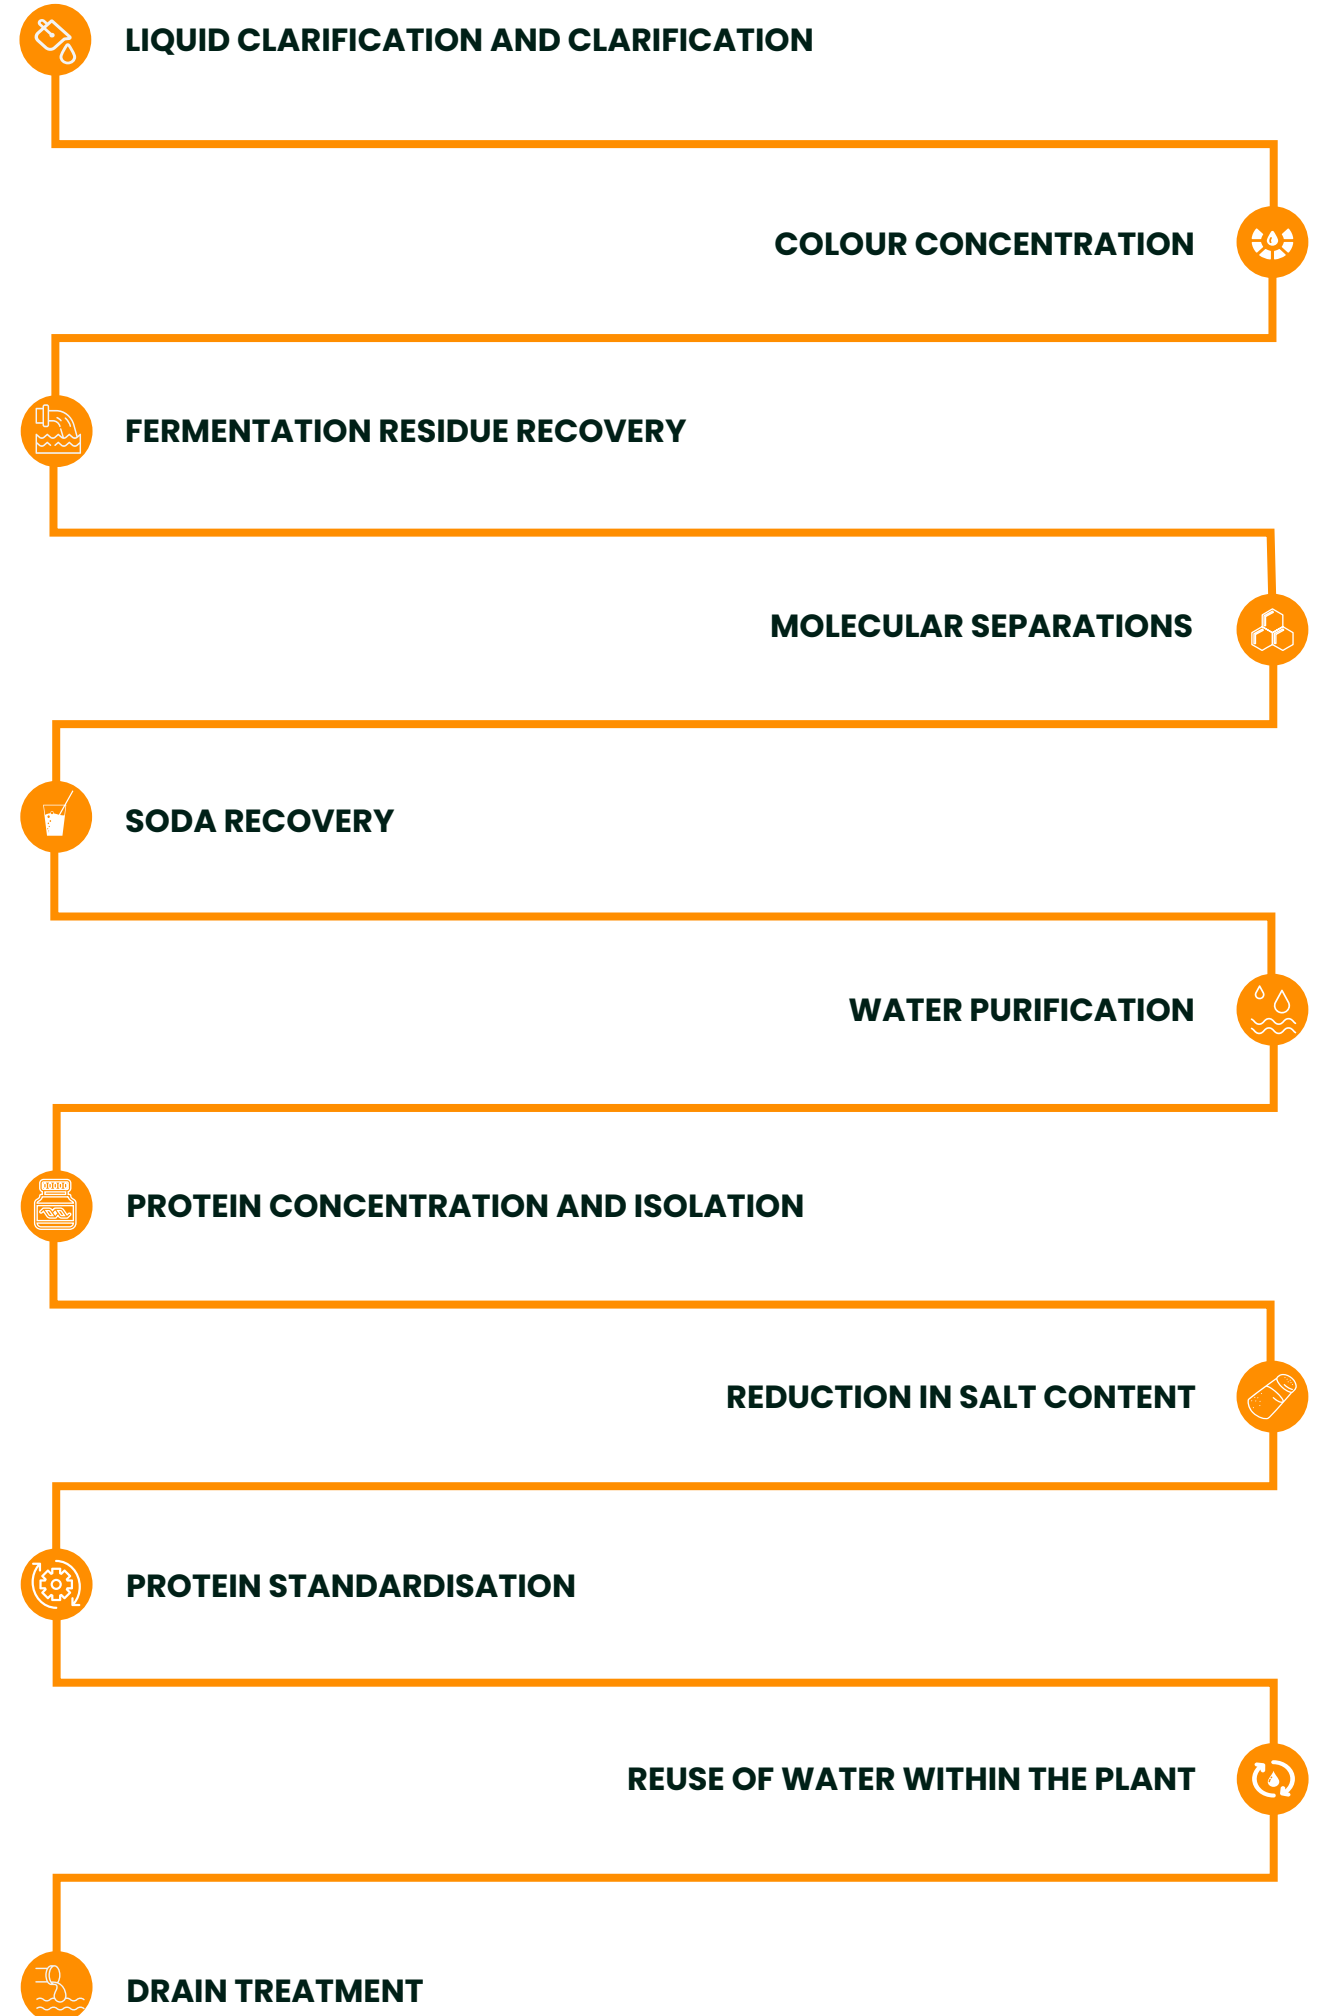 LIQUID CLARIFICATION AND CLARIFICATION
COLOUR CONCENTRATION
FERMENTATION RESIDUE RECOVERY
MOLECULAR SEPARATIONS
SODA RECOVERY
WATER PURIFICATION
PROTEIN CONCENTRATION AND ISOLATION
REDUCTION IN SALT CONTENT
PROTEIN STANDARDISATION
REUSE OF WATER WITHIN THE PLANT
DRAIN TREATMENT